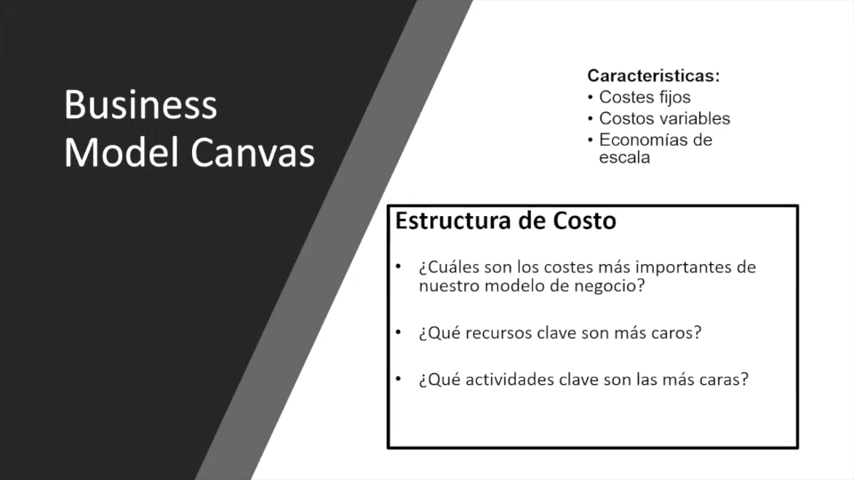 Business
Model Canvas
Caracteristicas:
• Costes fijos
• Costos variables
• Economías de
escala
Estructura de Costo
• ¿Cuáles son los costes más importantes de
nuestro modelo de negocio?
• ¿Qué recursos clave son más caros?
• ¿Qué actividades clave son las más caras?